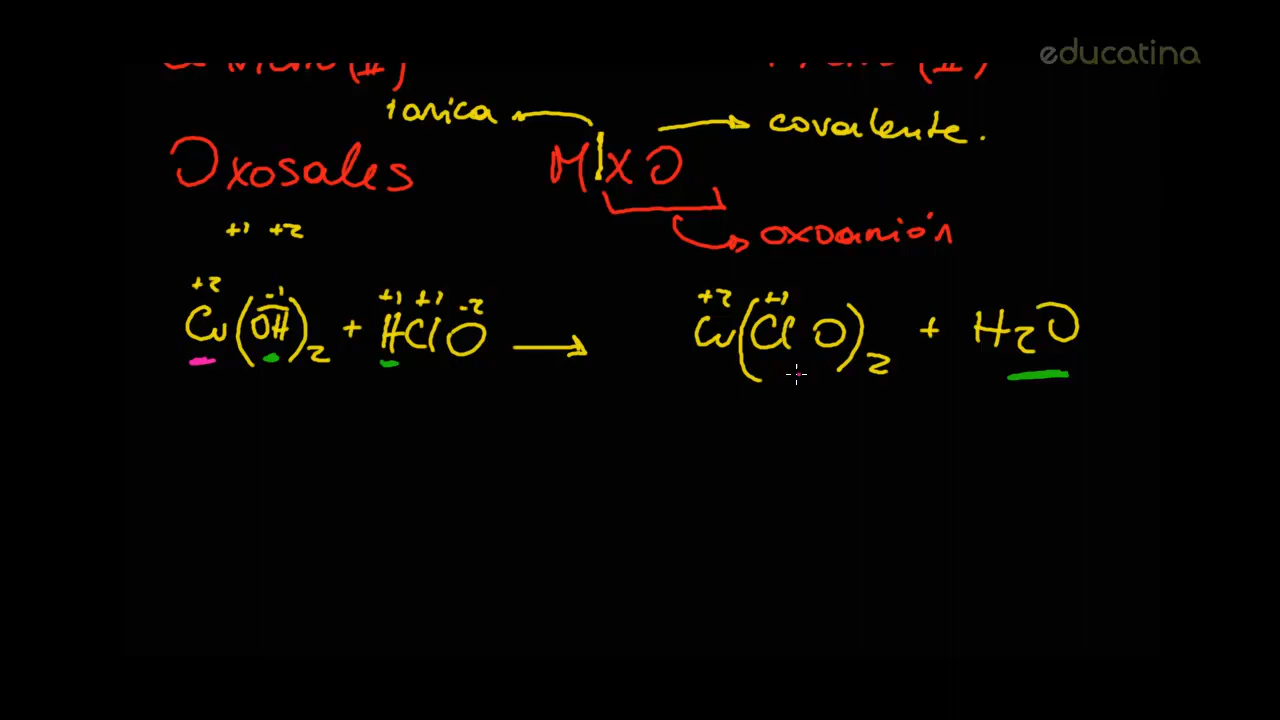 educatina
ionica covalente.
Oxosales M|XO
oxoanión
+1 +2
+2 -1 +1 +1 -2 +2 +1
Cu(OH)2 + HClO → Cu(ClO)2 + H2O